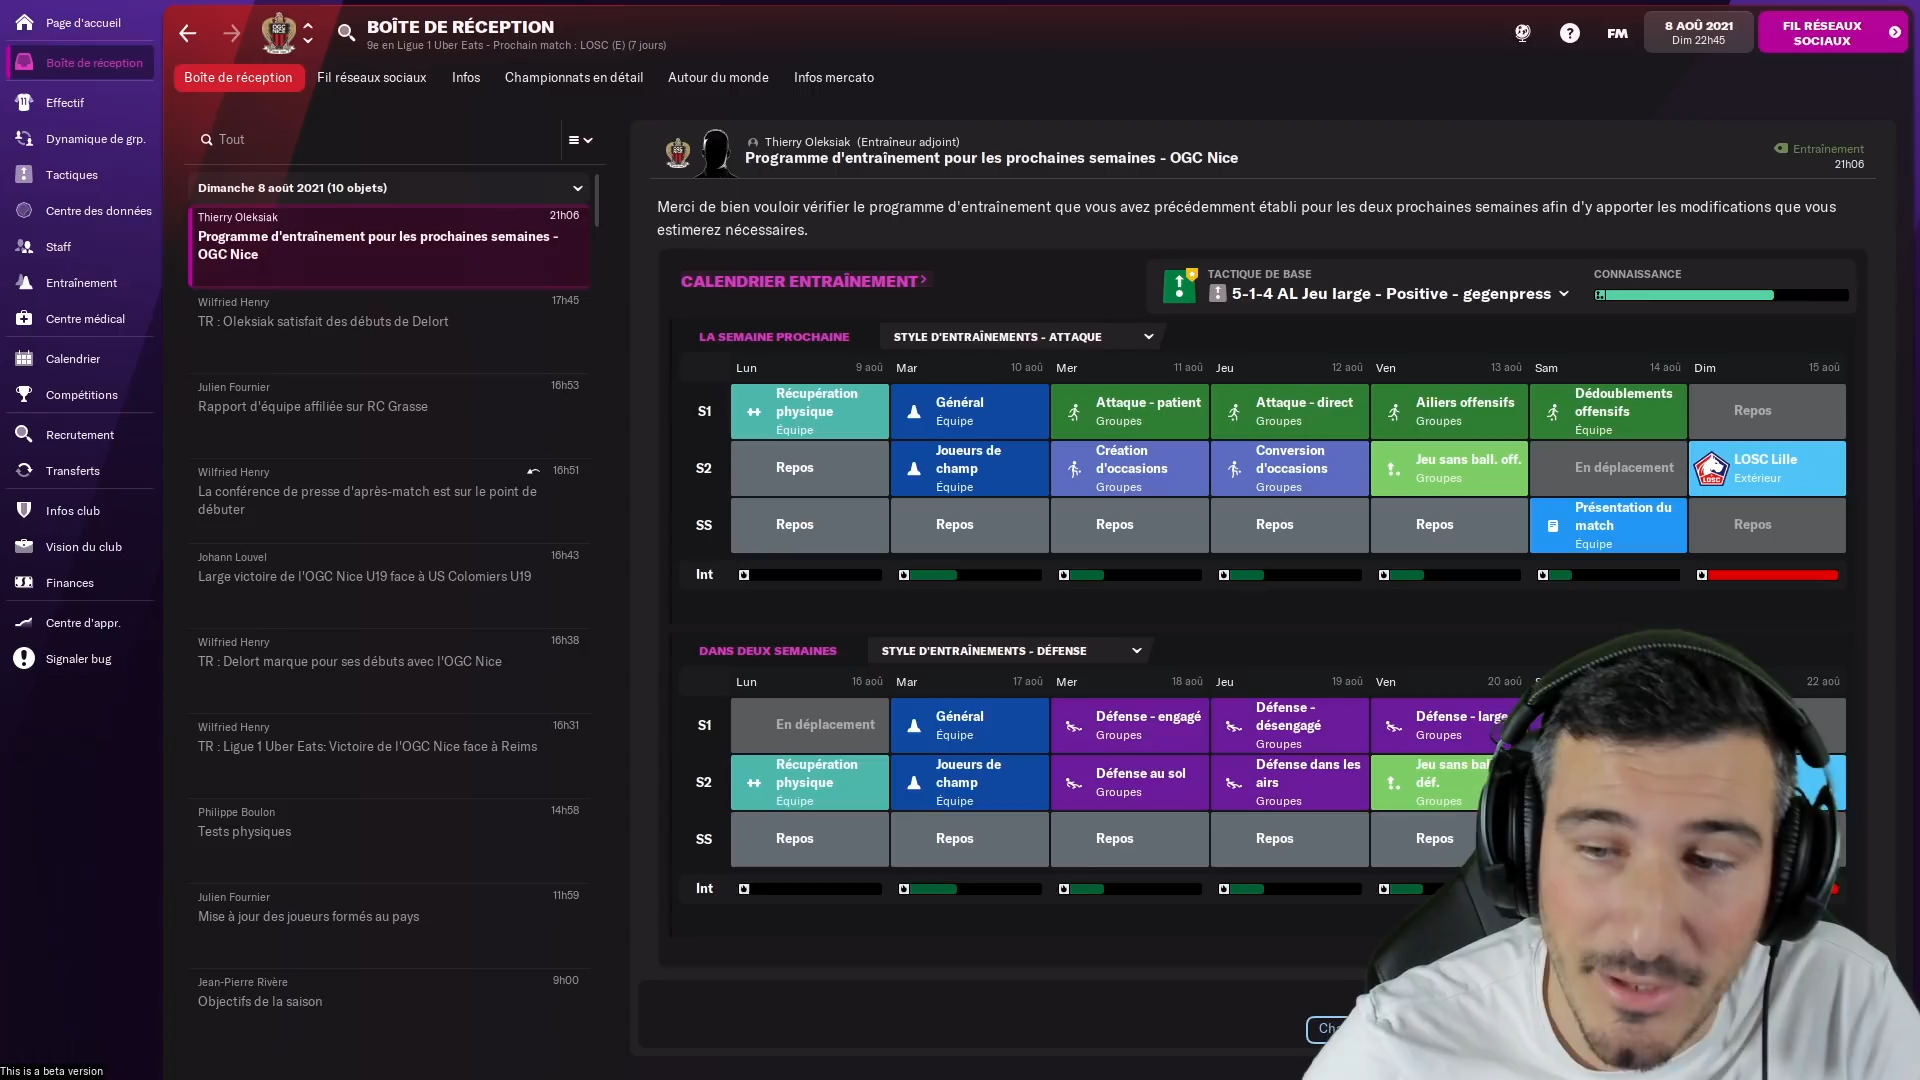 Page d'accueil
Boîte de réception
Effectif
Dynamique de grp.
Tactiques
Centre des données
Staff
Entraînement
Centre médical
Calendrier
Compétitions
Recrutement
Transferts
Infos club
Vision du club
Finances
Centre d'appr.
Signaler bug
This is a beta version
BOÎTE DE RÉCEPTION
9e en Ligue 1 Uber Eats - Prochain match : LOSC (E) (7 jours)
FM
8 AOÛ 2021
Dim 22h45
FIL RÉSEAUX
SOCIAUX
Boîte de réception Fil réseaux sociaux Infos Championnats en détail Autour du monde Infos mercato
Tout
Dimanche 8 août 2021 (10 objets)
Thierry Oleksiak 21h06
Programme d'entraînement pour les prochaines semaines -
OGC Nice
Wilfried Henry 17h45
TR : Oleksiak satisfait des débuts de Delort
Julien Fournier 16h53
Rapport d'équipe affiliée sur RC Grasse
Wilfried Henry 16h51
La conférence de presse d'après-match est sur le point de
débuter
Johann Louvel 16h43
Large victoire de l'OGC Nice U19 face à US Colomiers U19
Wilfried Henry 16h38
TR : Delort marque pour ses débuts avec l'OGC Nice
Wilfried Henry 16h31
TR : Ligue 1 Uber Eats: Victoire de l'OGC Nice face à Reims
Philippe Boulon 14h58
Tests physiques
Julien Fournier 11h59
Mise à jour des joueurs formés au pays
Jean-Pierre Rivère 9h00
Objectifs de la saison
Thierry Oleksiak (Entraîneur adjoint)
Programme d'entraînement pour les prochaines semaines - OGC Nice
Entraînement
21h06
Merci de bien vouloir vérifier le programme d'entraînement que vous avez précédemment établi pour les deux prochaines semaines afin d'y apporter les modifications que vous
estimerez nécessaires.
CALENDRIER ENTRAÎNEMENT
TACTIQUE DE BASE
5-1-4 AL Jeu large - Positive - gegenpress
CONNAISSANCE
LA SEMAINE PROCHAINE STYLE D'ENTRAÎNEMENTS - ATTAQUE
Lun 9 aoû Mar 10 aoû Mer 11 aoû Jeu 12 aoû Ven 13 aoû Sam 14 aoû Dim 15 aoû
S1
Récupération
physique
Équipe
Général
Équipe
Attaque - patient
Groupes
Attaque - direct
Groupes
Ailiers offensifs
Groupes
Dédoublements
offensifs
Équipe
Repos
S2
Repos
Joueurs de
champ
Équipe
Création
d'occasions
Groupes
Conversion
d'occasions
Groupes
Jeu sans ball. off.
Groupes
En déplacement
LOSC Lille
Extérieur
SS
Repos
Repos
Repos
Repos
Repos
Présentation du
match
Équipe
Repos
Int
DANS DEUX SEMAINES STYLE D'ENTRAÎNEMENTS - DÉFENSE
Lun 16 aoû Mar 17 aoû Mer 18 aoû Jeu 19 aoû Ven 20 aoû 22 aoû
S1
En déplacement
Général
Équipe
Défense - engagé
Groupes
Défense -
désengagé
Groupes
Défense - large
Groupes
S2
Récupération
physique
Équipe
Joueurs de
champ
Équipe
Défense au sol
Groupes
Défense dans les
airs
Groupes
Jeu sans
déf.
Groupes
SS
Repos
Repos
Repos
Repos
Repos
Int